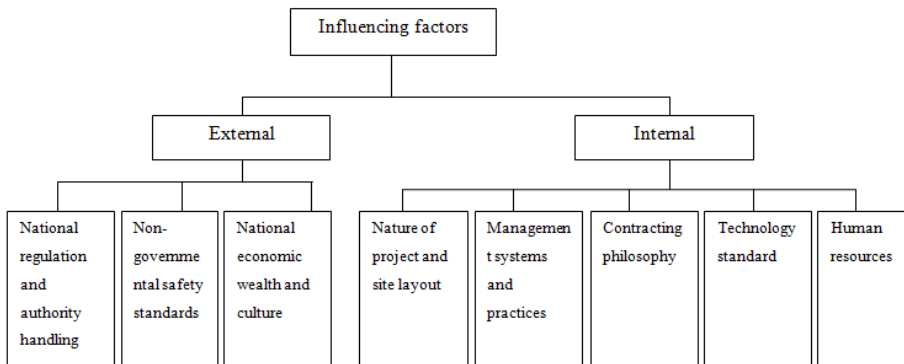 Influencing factors
External
Internal
National
regulation
and
authority
handling
Non-
governme
ntal safety
standards
National
economic
wealth and
culture
Nature of
project and
site layout
Managemen
t systems
and
practices
Contracting
philosophy
Technology
standard
Human
resources